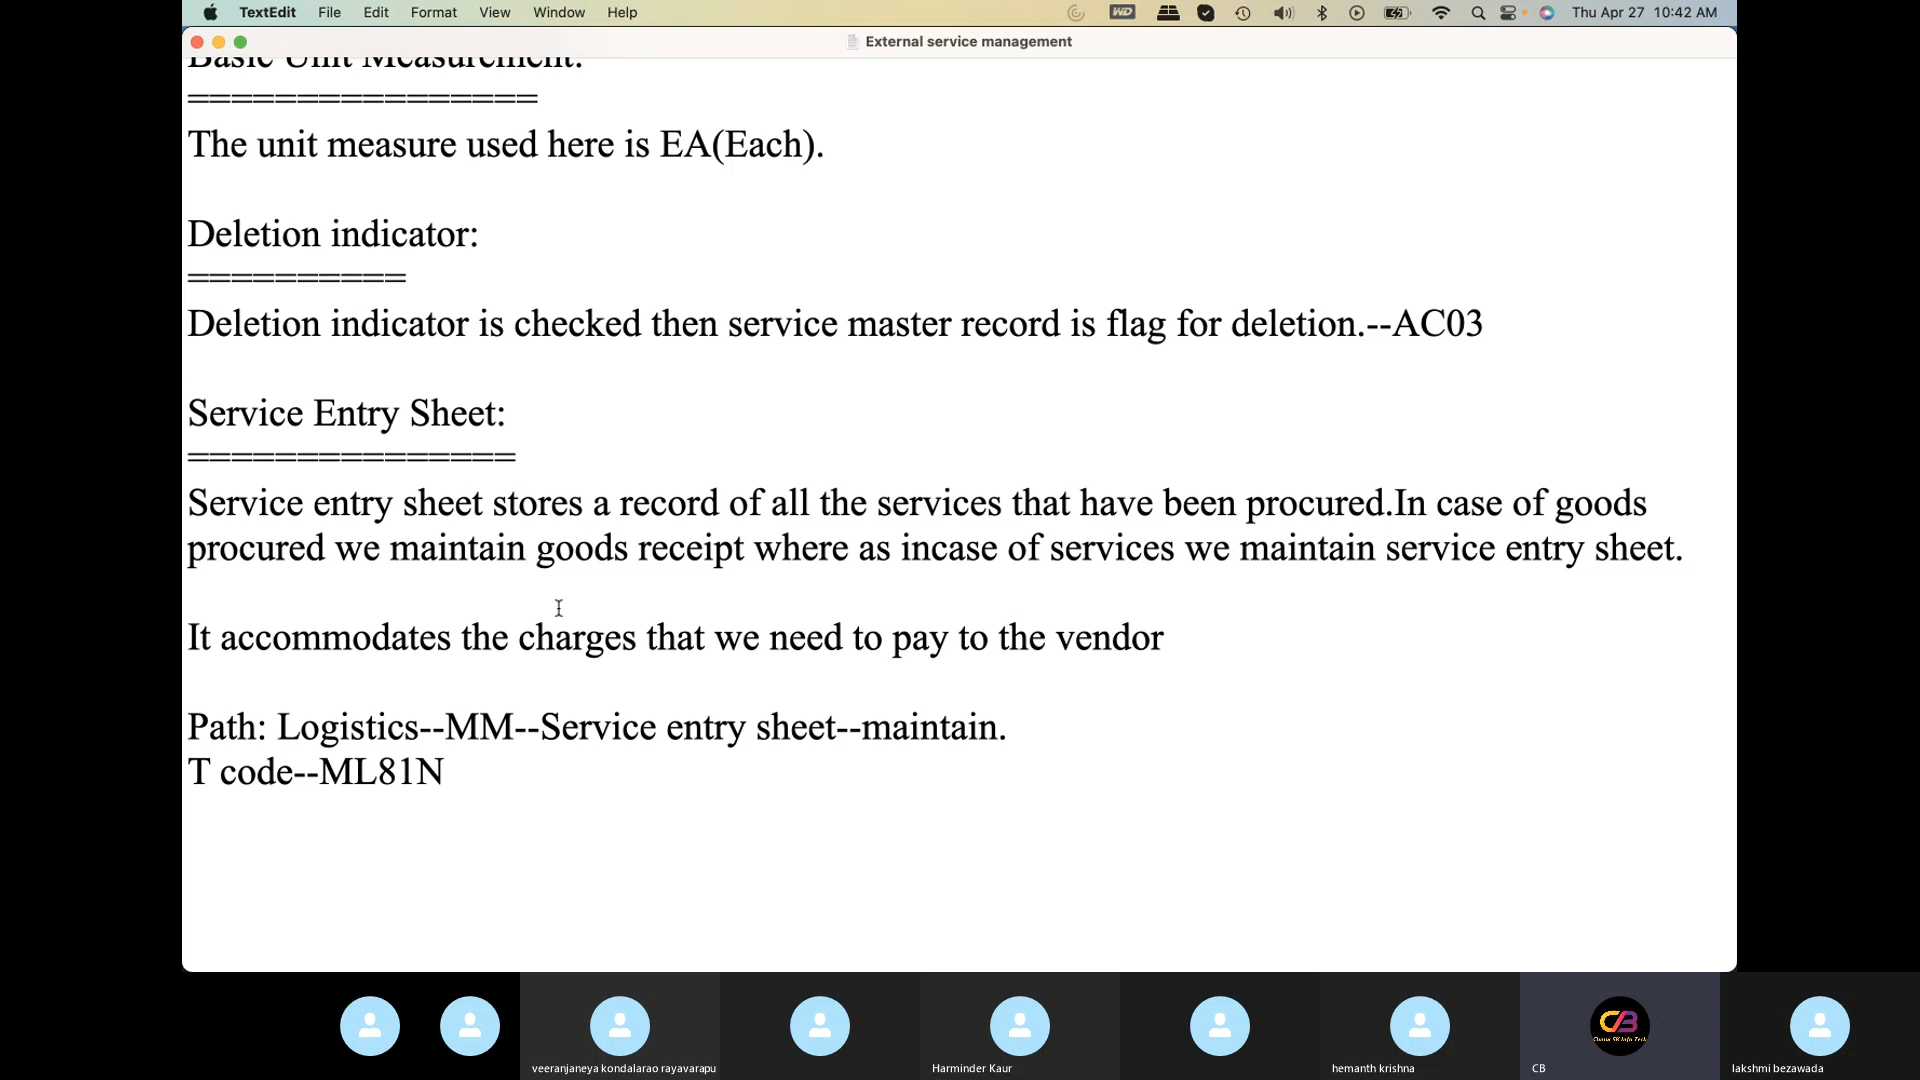 TextEdit File Edit Format View Window Help WD Thu Apr 27 10:42 AM
External service management
Basic Unit Measurement:
================
The unit measure used here is EA(Each).
Deletion indicator:
==========
Deletion indicator is checked then service master record is flag for deletion.--AC03
Service Entry Sheet:
===============
Service entry sheet stores a record of all the services that have been procured.In case of goods
procured we maintain goods receipt where as incase of services we maintain service entry sheet.
It accommodates the charges that we need to pay to the vendor
Path: Logistics--MM--Service entry sheet--maintain.
T code--ML81N
CB
veeranjaneya kondalarao rayavarapu Harminder Kaur hemanth krishna CB lakshmi bezawada